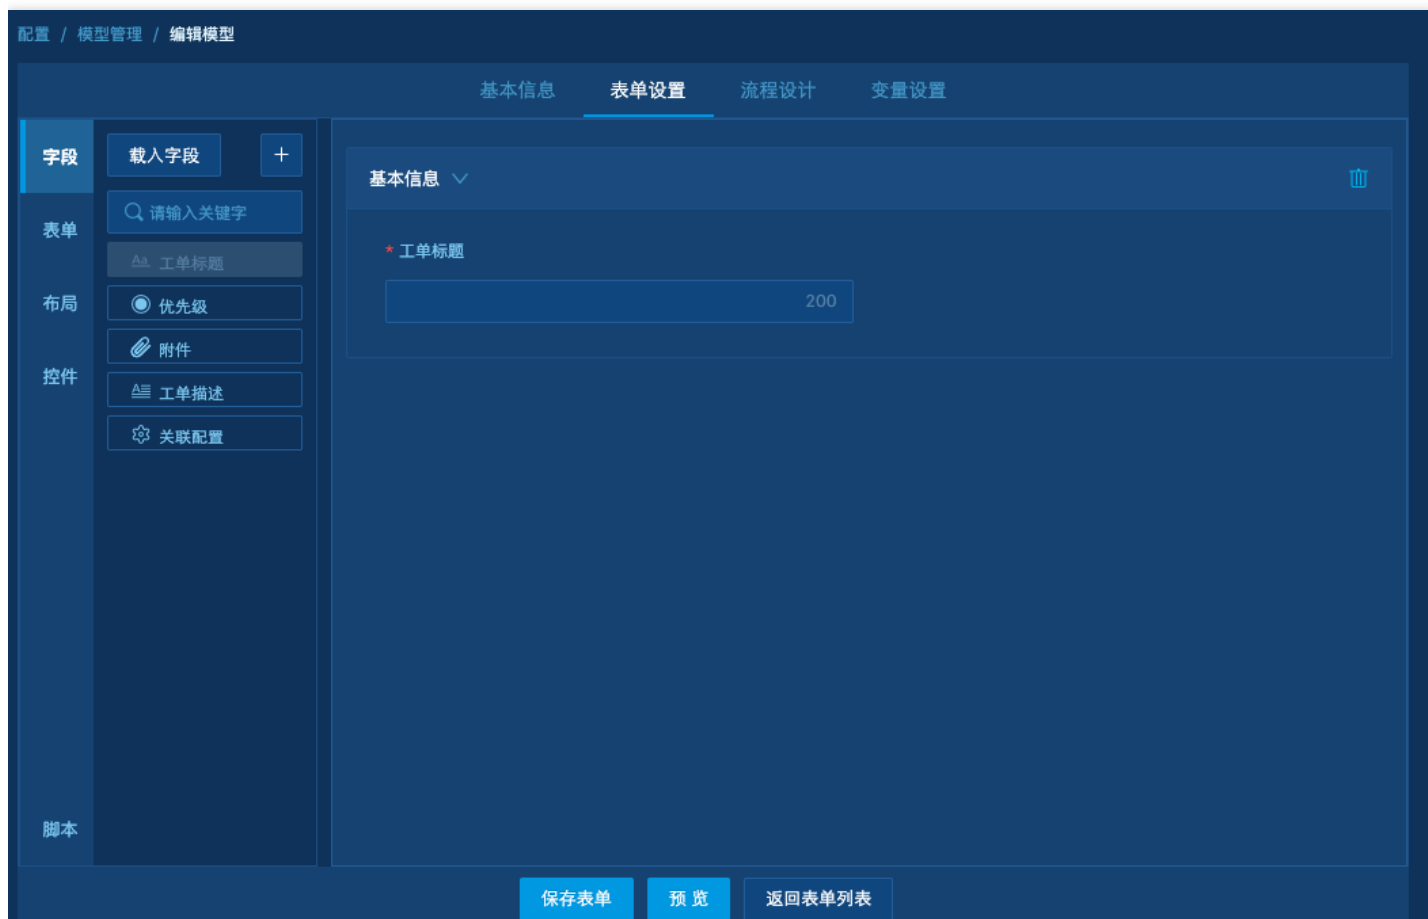 配置 / 模型管理 / 编辑模型
基本信息 表单设置 流程设计 变量设置
字段
表单
布局
控件
脚本
载入字段 +
请输入关键字
Aa 工单标题
优先级
附件
A 工单描述
关联配置
基本信息
* 工单标题
200
保存表单 预 览 返回表单列表